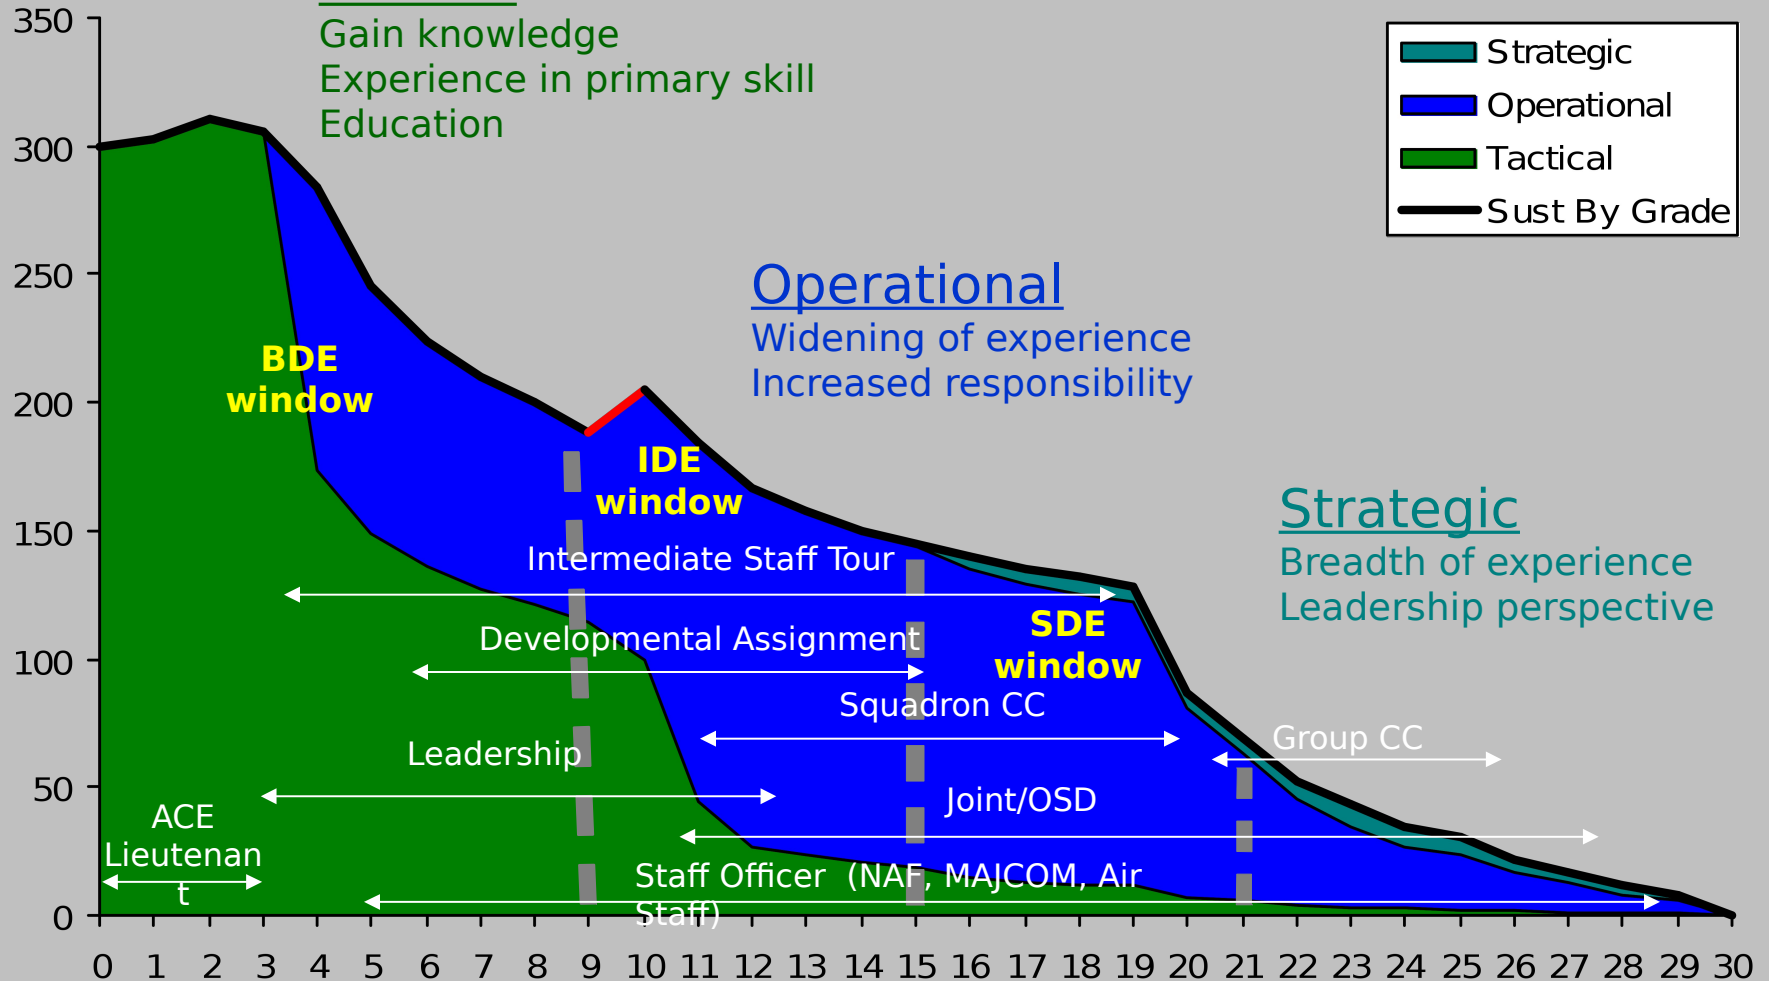 350
300
250
200
150
100
50
0
Gain knowledge
Experience in primary skill
Education
Strategic
Operational
Tactical
Sust By Grade
Operational
Widening of experience
Increased responsibility
BDE
window
IDE
window
Strategic
Breadth of experience
Leadership perspective
Intermediate Staff Tour
SDE
window
Developmental Assignment
Squadron CC
Group CC
Leadership
Joint/OSD
ACE
Lieutenan
t
Staff Officer (NAF, MAJCOM, Air
Staff)
0 1 2 3 4 5 6 7 8 9 10 11 12 13 14 15 16 17 18 19 20 21 22 23 24 25 26 27 28 29 30